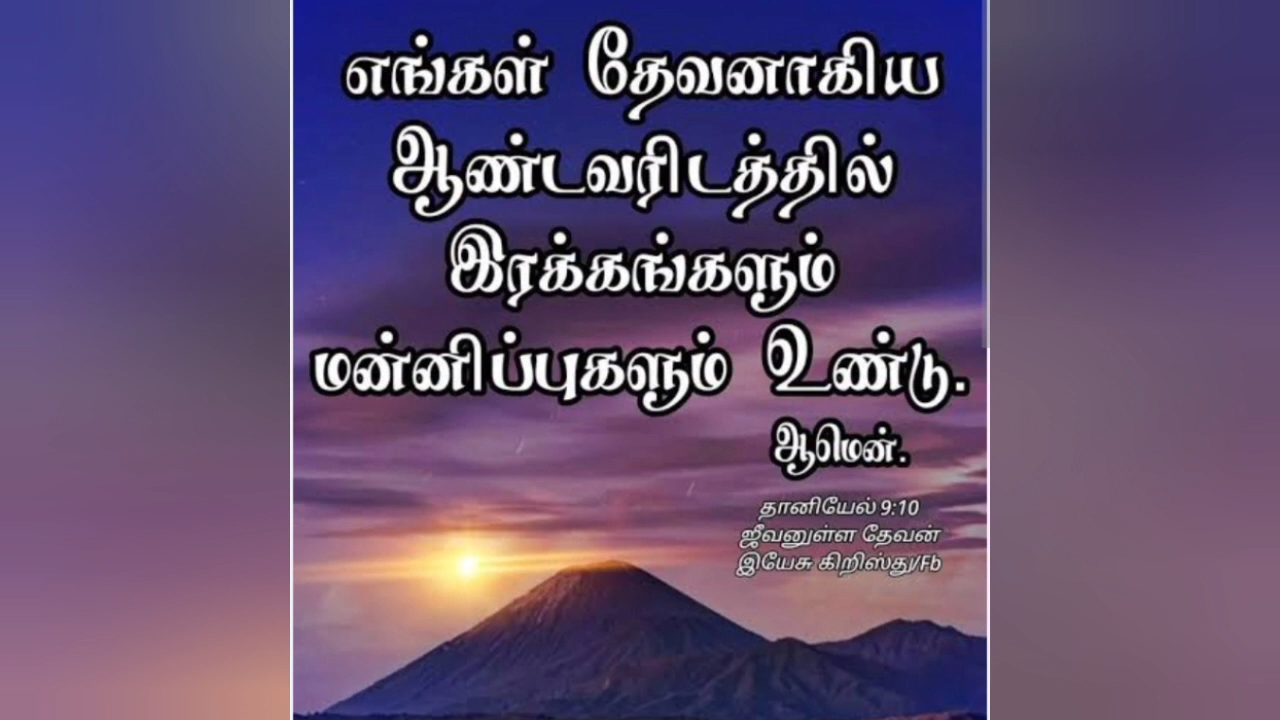 எங்கள் தேவனாகிய
ஆண்டவரிடத்தில்
இரக்கங்களும்
மன்னிப்புகளும் உண்டு.
ஆமென்.
தானியேல் 9:10
ஜீவனுள்ள தேவன்
இயேசு கிறிஸ்து/Fb